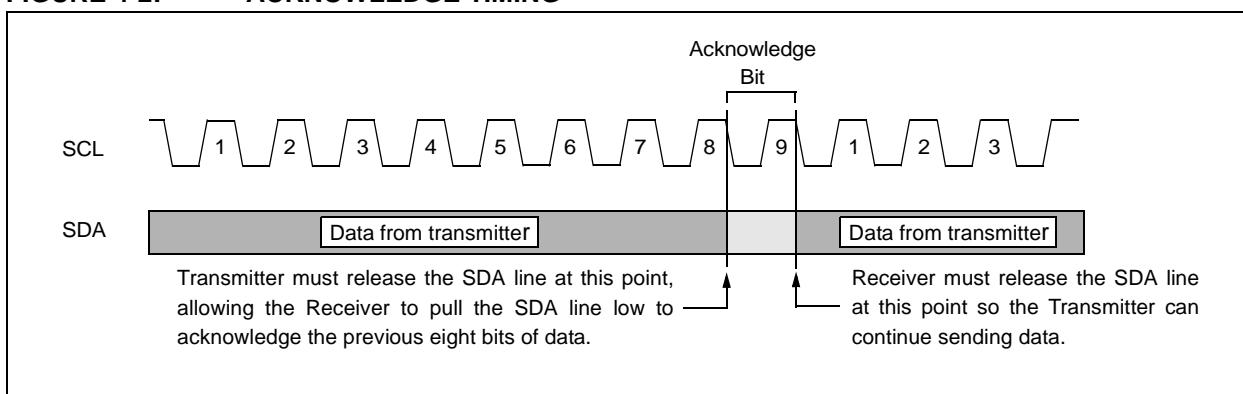 Acknowledge
Bit
SCL
1 2 3 4 5 6 7 8 9 1 2 3
SDA
Data from transmitter Data from transmitter
Transmitter must release the SDA line at this point,
allowing the Receiver to pull the SDA line low to
acknowledge the previous eight bits of data.
Receiver must release the SDA line
at this point so the Transmitter can
continue sending data.